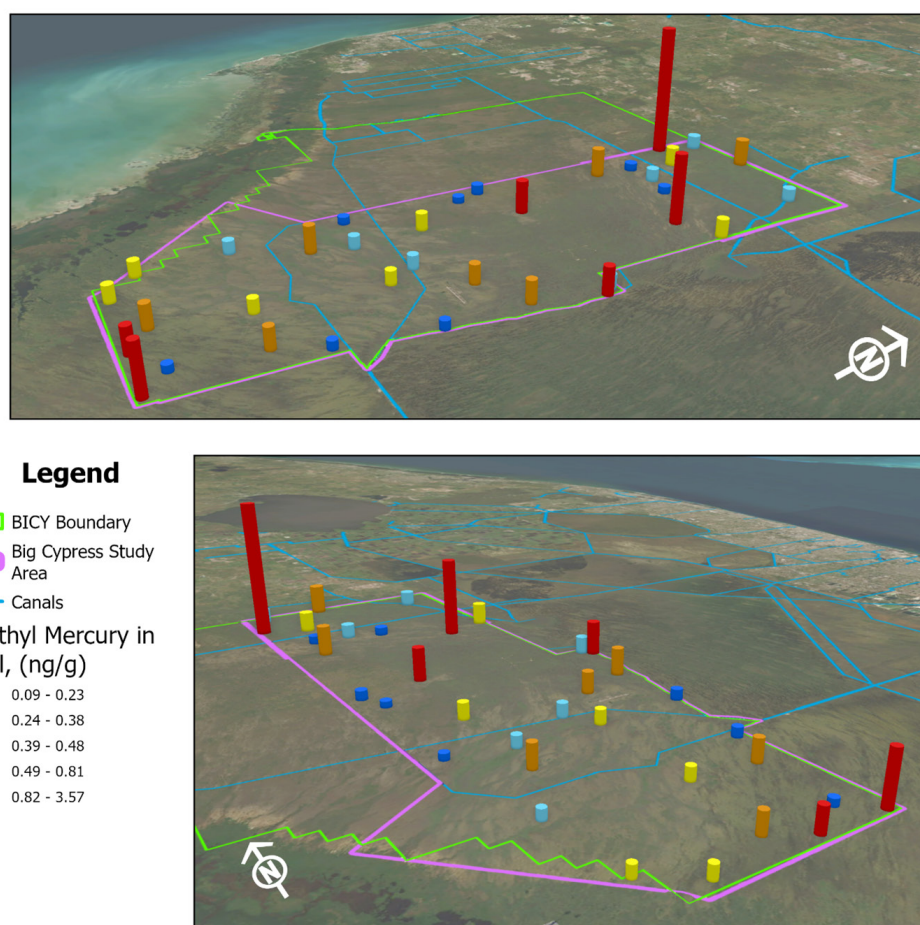 N
Legend
BICY Boundary
Big Cypress Study
Area
Canals
thyl Mercury in
l, (ng/g)
0.09 - 0.23
0.24 - 0.38
0.39 - 0.48
0.49 - 0.81
0.82 - 3.57
N